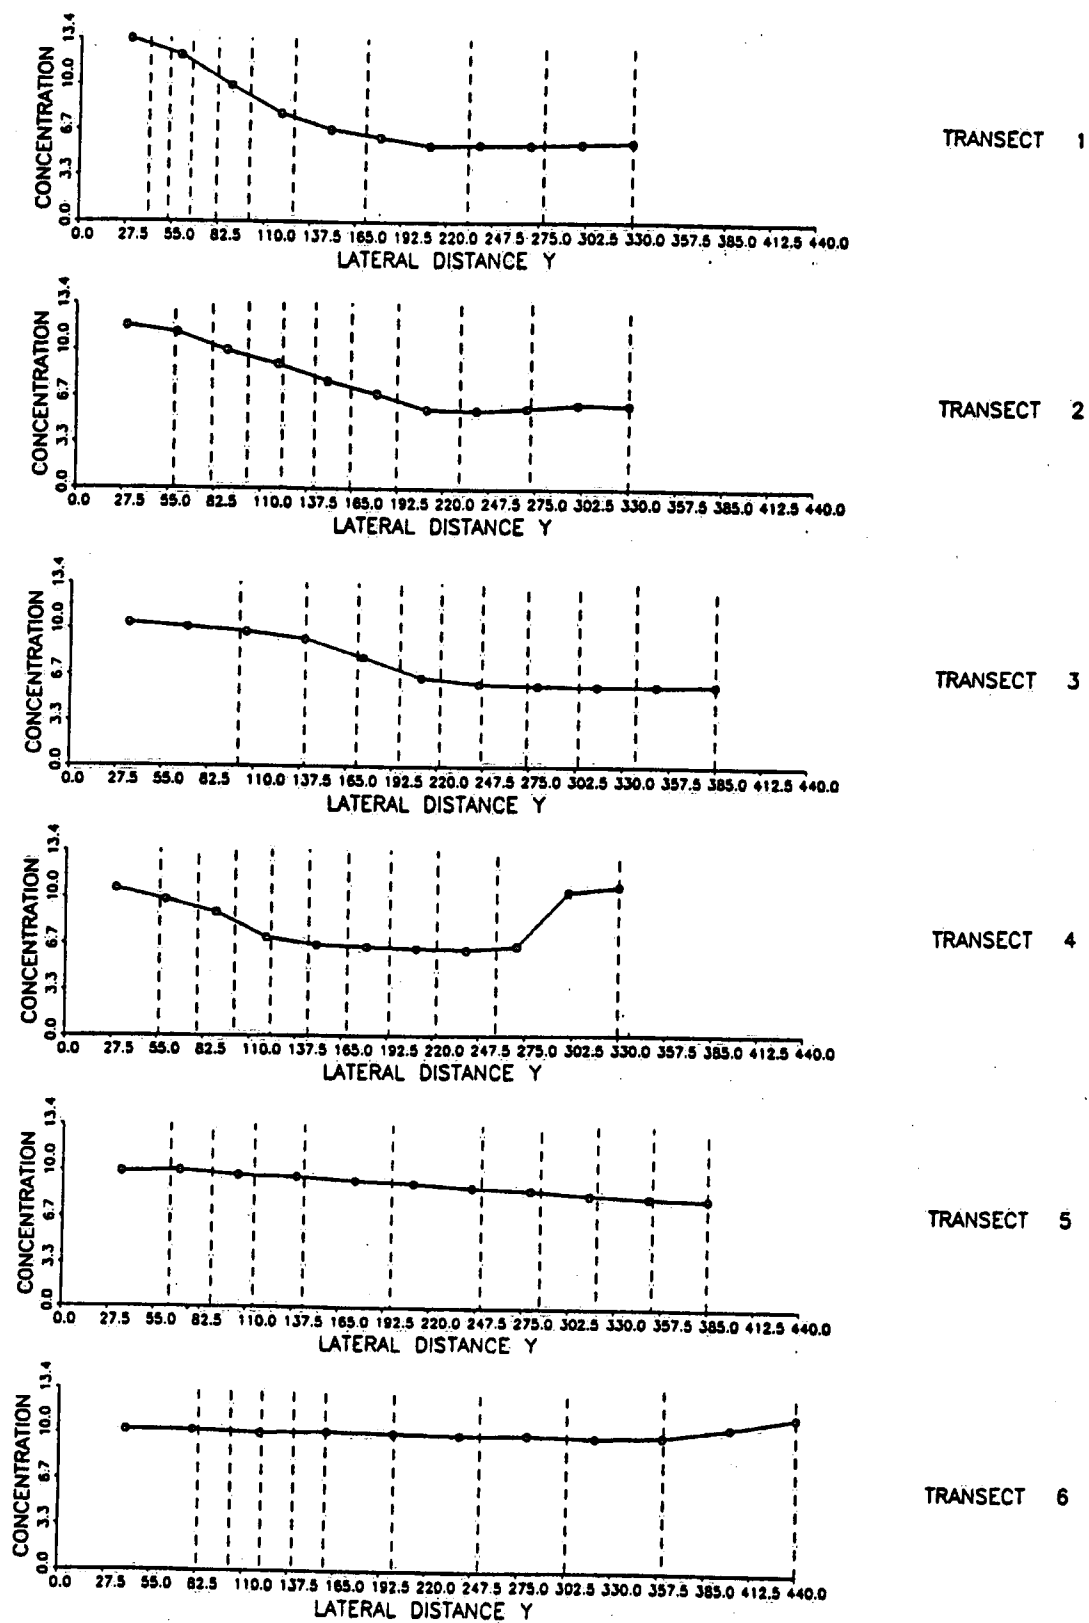 CONCENTRATION
13.4
10.0
6.7
3.3
0.0
0.0 27.5 55.0 82.5 110.0 137.5 165.0 192.5 220.0 247.5 275.0 302.5 330.0 357.5 385.0 412.5 440.0
LATERAL DISTANCE Y
TRANSECT 1
CONCENTRATION
13.4
10.0
6.7
3.3
0.0
0.0 27.5 55.0 82.5 110.0 137.5 165.0 192.5 220.0 247.5 275.0 302.5 330.0 357.5 385.0 412.5 440.0
LATERAL DISTANCE Y
TRANSECT 2
CONCENTRATION
13.4
10.0
6.7
3.3
0.0
0.0 27.5 55.0 82.5 110.0 137.5 165.0 192.5 220.0 247.5 275.0 302.5 330.0 357.5 385.0 412.5 440.0
LATERAL DISTANCE Y
TRANSECT 3
CONCENTRATION
13.4
10.0
6.7
3.3
0.0
0.0 27.5 55.0 82.5 110.0 137.5 165.0 192.5 220.0 247.5 275.0 302.5 330.0 357.5 385.0 412.5 440.0
LATERAL DISTANCE Y
TRANSECT 4
CONCENTRATION
13.4
10.0
6.7
3.3
0.0
0.0 27.5 55.0 82.5 110.0 137.5 165.0 192.5 220.0 247.5 275.0 302.5 330.0 357.5 385.0 412.5 440.0
LATERAL DISTANCE Y
TRANSECT 5
CONCENTRATION
13.4
10.0
6.7
3.3
0.0
0.0 27.5 55.0 82.5 110.0 137.5 165.0 192.5 220.0 247.5 275.0 302.5 330.0 357.5 385.0 412.5 440.0
LATERAL DISTANCE Y
TRANSECT 6